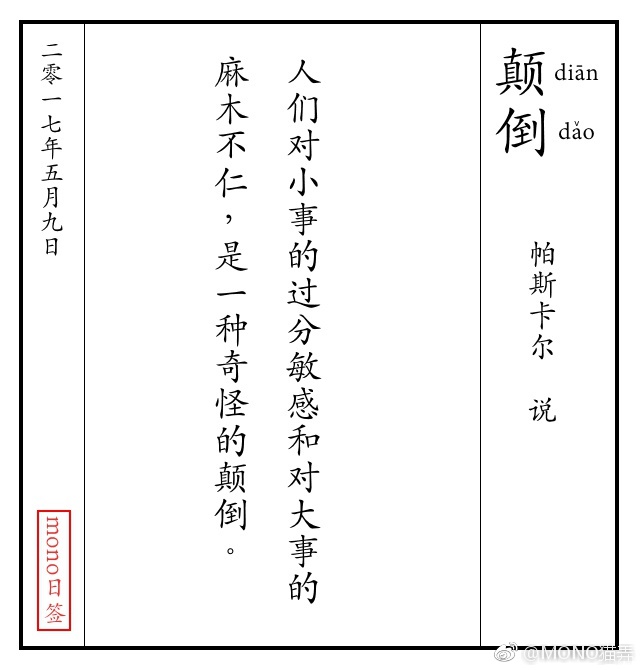 颠倒
diān
dǎo
帕斯卡尔 说
人们对小事的过分敏感和对大事的
麻木不仁，是一种奇怪的颠倒。
二零一七年五月九日
mono日签
@MONO猫弄